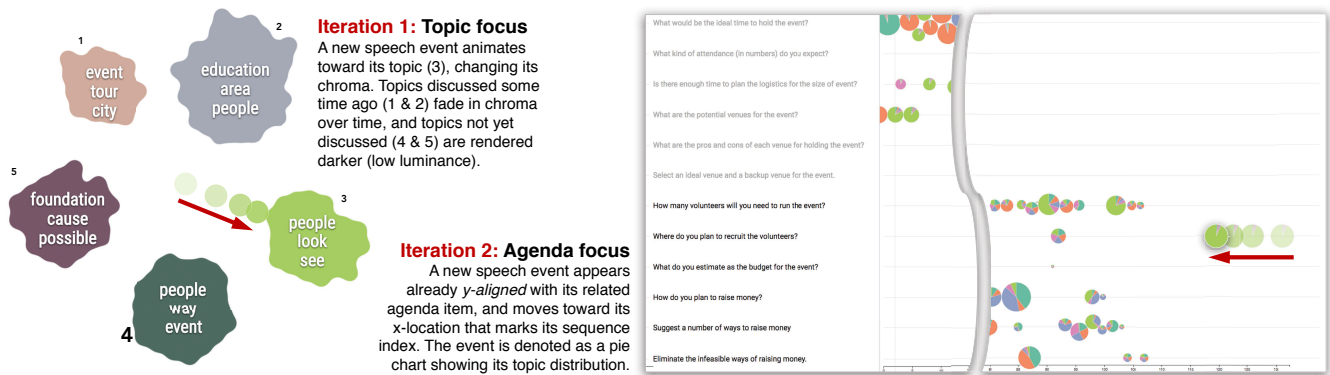 1
event
tour
city
2
education
area
people
5
foundation
cause
possible
3
people
look
see
4
people
way
event
Iteration 1: Topic focus
A new speech event animates
toward its topic (3), changing its
chroma. Topics discussed some
time ago (1 & 2) fade in chroma
over time, and topics not yet
discussed (4 & 5) are rendered
darker (low luminance).
Iteration 2: Agenda focus
A new speech event appears
already y-aligned with its related
agenda item, and moves toward its
x-location that marks its sequence
index. The event is denoted as a pie
chart showing its topic distribution.
What would be the ideal time to hold the event?
What kind of attendance (in numbers) do you expect?
Is there enough time to plan the logistics for the size of event?
What are the potential venues for the event?
What are the pros and cons of each venue for holding the event?
Select an ideal venue and a backup venue for the event.
How many volunteers will you need to run the event?
Where do you plan to recruit the volunteers?
What do you estimate as the budget for the event?
How do you plan to raise money?
Suggest a number of ways to raise money
Eliminate the infeasible ways of raising money.